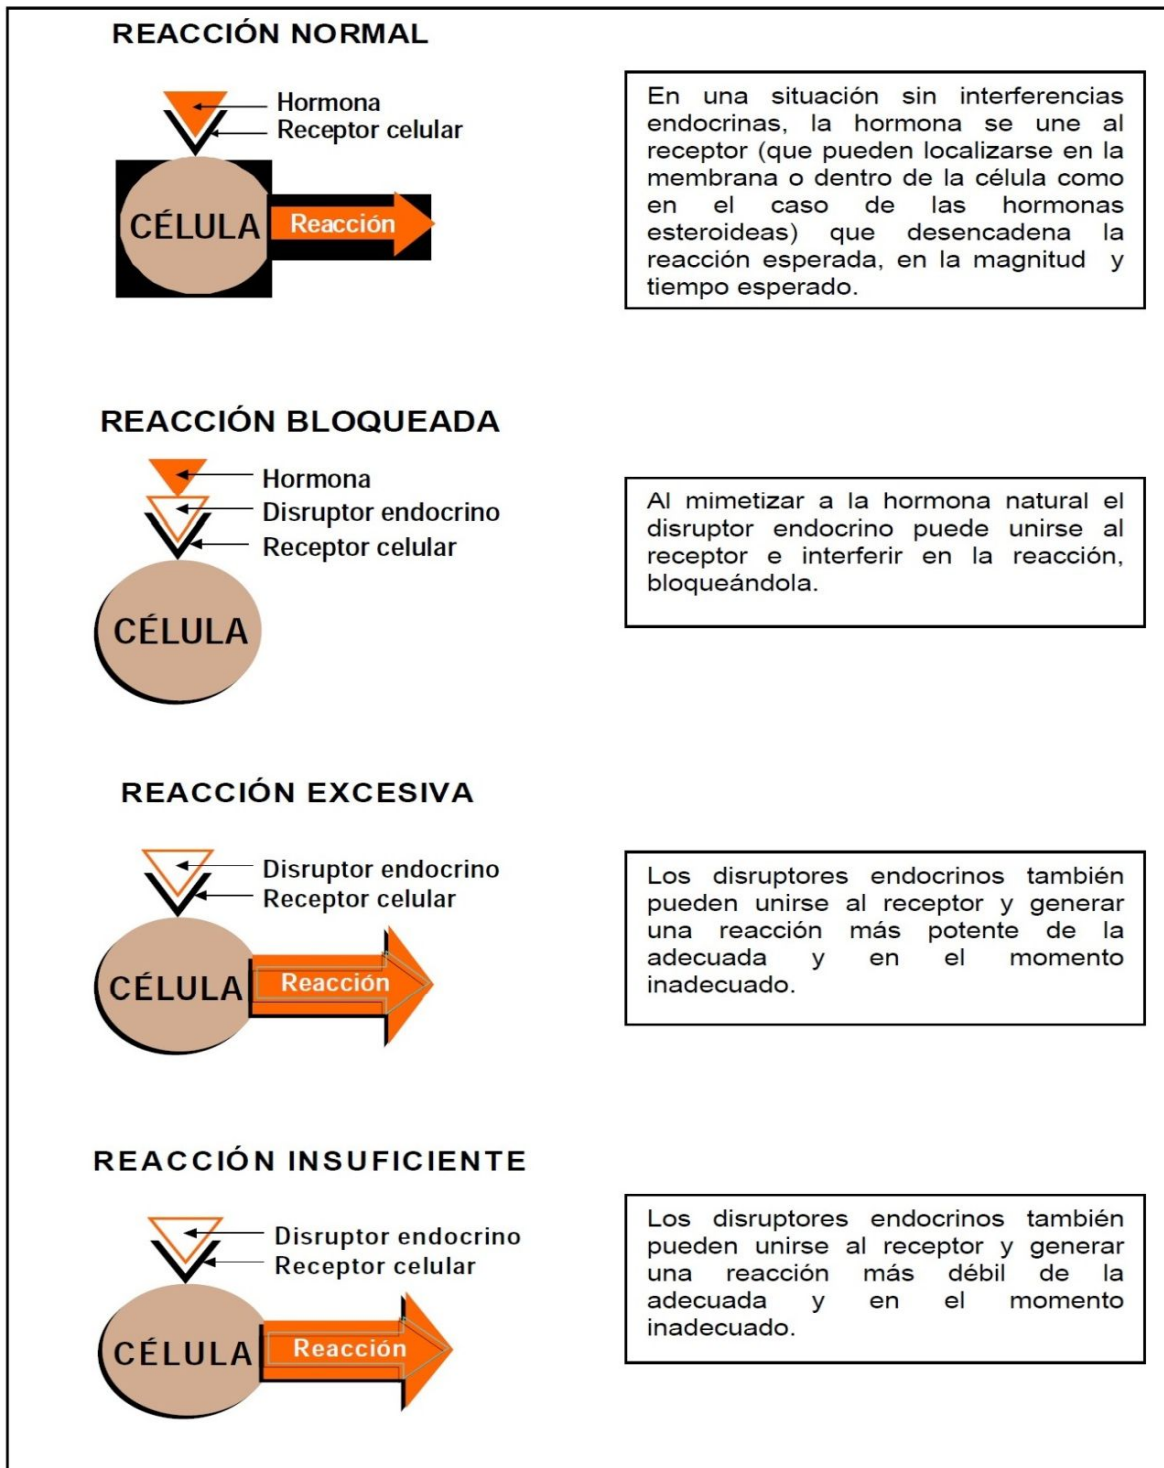 REACCIÓN NORMAL
Hormona
Receptor celular
CÉLULA
Reacción
En una situación sin interferencias
endocrinas, la hormona se une al
receptor (que pueden localizarse en la
membrana o dentro de la célula como
en el caso de las hormonas
esteroideas) que desencadena la
reacción esperada, en la magnitud y
tiempo esperado.
REACCIÓN BLOQUEADA
Hormona
Disruptor endocrino
Receptor celular
CÉLULA
Al mimetizar a la hormona natural el
disruptor endocrino puede unirse al
receptor e interferir en la reacción,
bloqueándola.
REACCIÓN EXCESIVA
Disruptor endocrino
Receptor celular
CÉLULA
Reacción
Los disruptores endocrinos también
pueden unirse al receptor y generar
una reacción más potente de la
adecuada y en el momento
inadecuado.
REACCIÓN INSUFICIENTE
Disruptor endocrino
Receptor celular
CÉLULA
Reacción
Los disruptores endocrinos también
pueden unirse al receptor y generar
una reacción más débil de la
adecuada y en el momento
inadecuado.